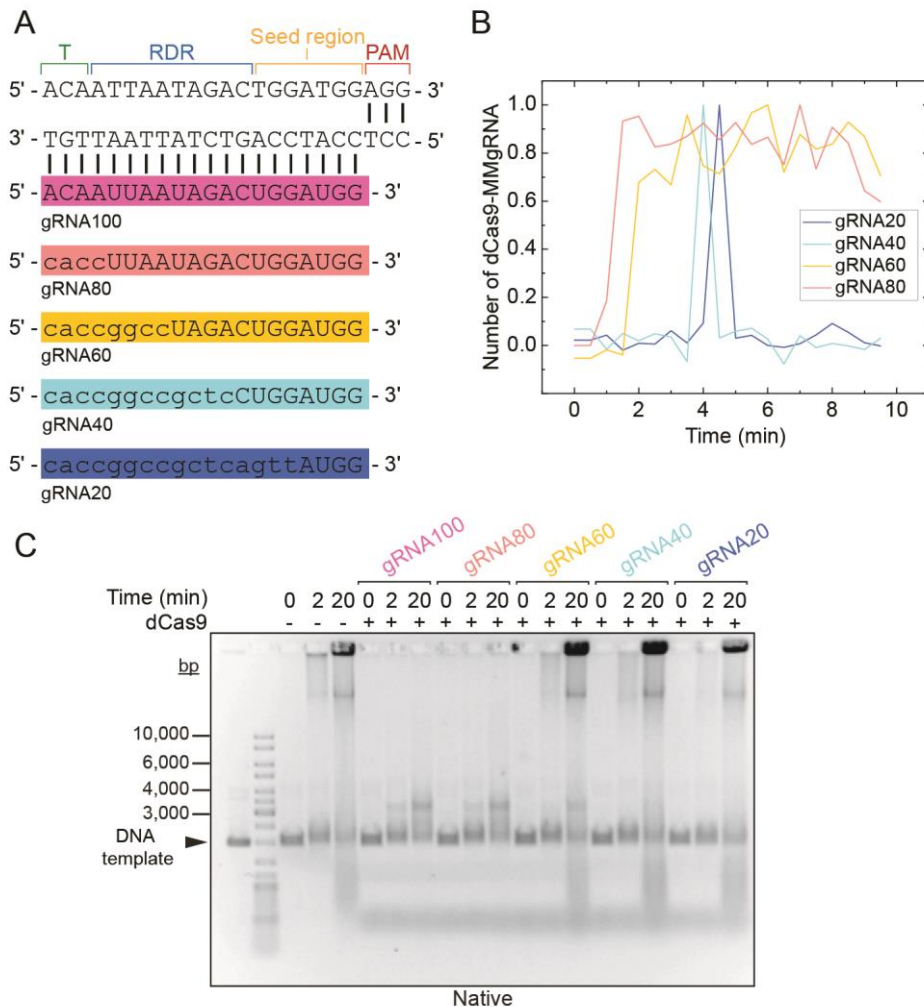 A
T RDR Seed region PAM
5' - ACAATTAATAGACTGGATGGAGG - 3'
3' - TGTTAATTATCTGACCTACCTCC - 5'
5' - ACAAUUAAUAGACUGGAUGG - 3'
gRNA100
5' - caccUUAAUAGACUGGAUGG - 3'
gRNA80
5' - caccggccUAGACUGGAUGG - 3'
gRNA60
5' - caccggccgctcCUGGAUGG - 3'
gRNA40
5' - caccggccgctcagttAUGG - 3'
gRNA20
B
Number of dCas9-MMgRNA
1.0
0.8
0.6
0.4
0.2
0.0
gRNA20
gRNA40
gRNA60
gRNA80
0 2 4 6 8 10
Time (min)
C
gRNA100 gRNA80 gRNA60 gRNA40 gRNA20
Time (min) 0 2 20 0 2 20 0 2 20 0 2 20 0 2 20 0 2 20
dCas9 - - - + + + + + + + + + + + + + + +
bp
10,000
6,000
4,000
3,000
DNA
template
Native